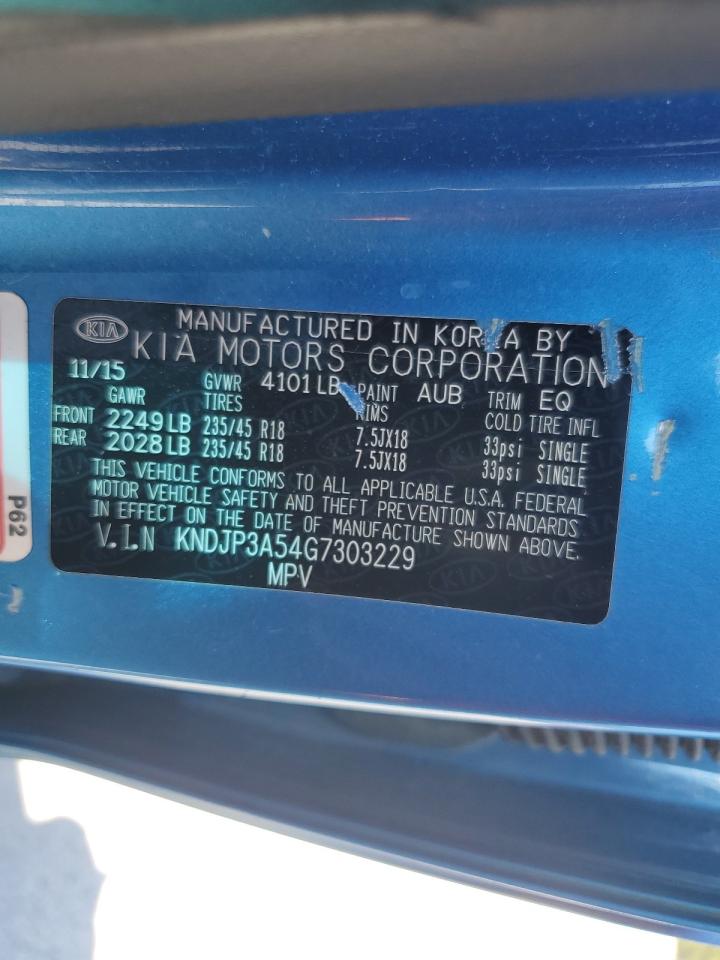 KIA MANUFACTURED IN KOREA BY
KIA MOTORS CORPORATION
11/15 GVWR 4101 LB PAINT AUB TRIM EQ
GAWR TIRES RIMS COLD TIRE INFL
FRONT 2249 LB 235/45 R18 7.5JX18 33psi SINGLE
REAR 2028 LB 235/45 R18 7.5JX18 33psi SINGLE
THIS VEHICLE CONFORMS TO ALL APPLICABLE U.S.A. FEDERAL
MOTOR VEHICLE SAFETY AND THEFT PREVENTION STANDARDS
IN EFFECT ON THE DATE OF MANUFACTURE SHOWN ABOVE.
V.I.N KNDJP3A54G7303229
MPV
P62